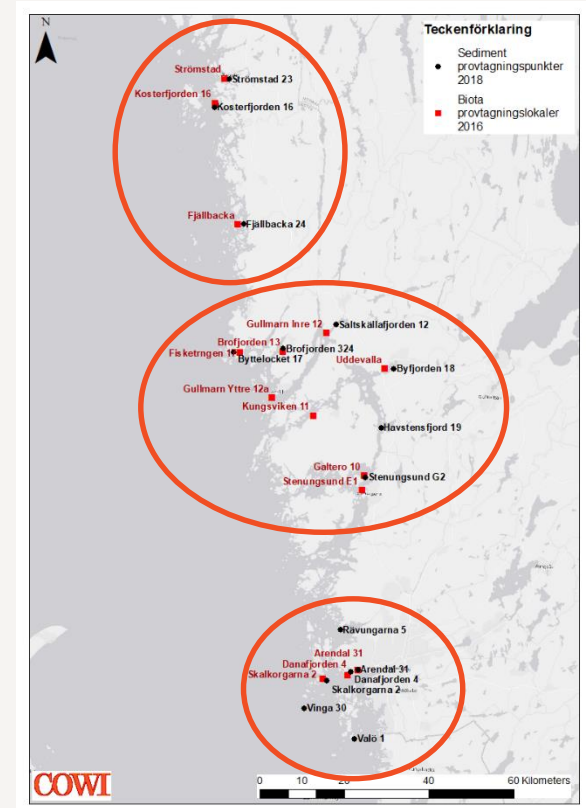 N
Teckenförklaring
Sediment
provtagningspunkter
2018
Biota
provtagningslokaler
2016
Strömstad
Strömstad 23
Kosterfjorden 16
Kosterfjorden 16
Fjällbacka
Fjällbacka 24
Gullmarn Inre 12
Saltskällafjorden 12
Brofjorden 13
Brofjorden 324
Fisketrngen 1
Byttelocket 17
Uddevalla
Byfjorden 18
Gullmarn Yttre 12a
Kungsviken 11
Havstensfjord 19
Galtero 10
Stenungsund G2
Stenungsund E1
Rävungarna 5
Arendal 31
Arendal 31
Danafjorden 4
Danafjorden 4
Skalkorgarna 2
Skalkorgarna 2
Vinga 30
Valö 1
COWI
0 10 20 40 60 Kilometers